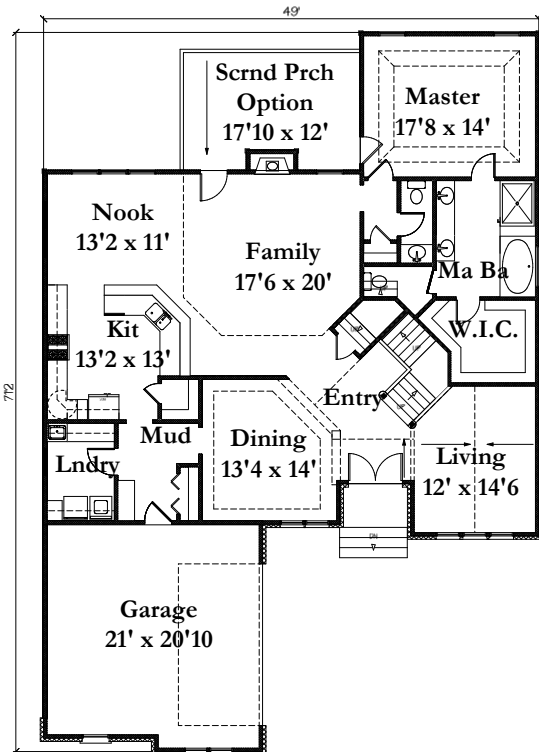 49'
Scrnd Prch
Option
17'10 x 12'
Master
17'8 x 14'
Nook
13'2 x 11'
Family
17'6 x 20'
Ma Ba
W.I.C.
Kit
13'2 x 13'
Entry
Mud
Lndry
Dining
13'4 x 14'
Living
12' x 14'6
Garage
21' x 20'10